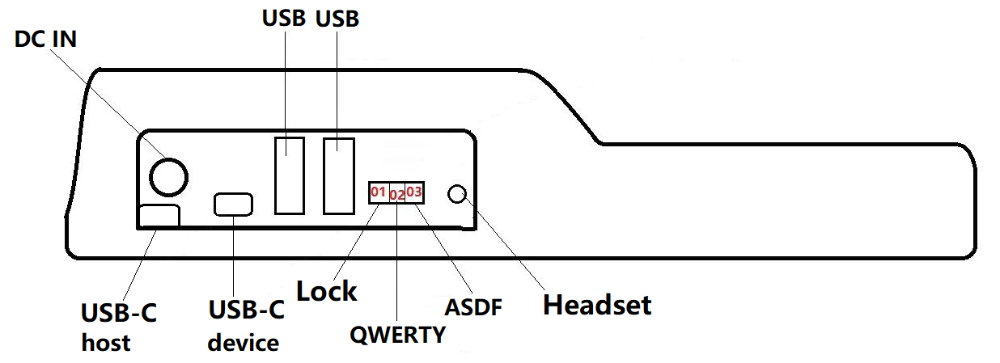 USB USB
DC IN
01 02 03
Lock
USB-C
host
USB-C
device
ASDF
Headset
QWERTY